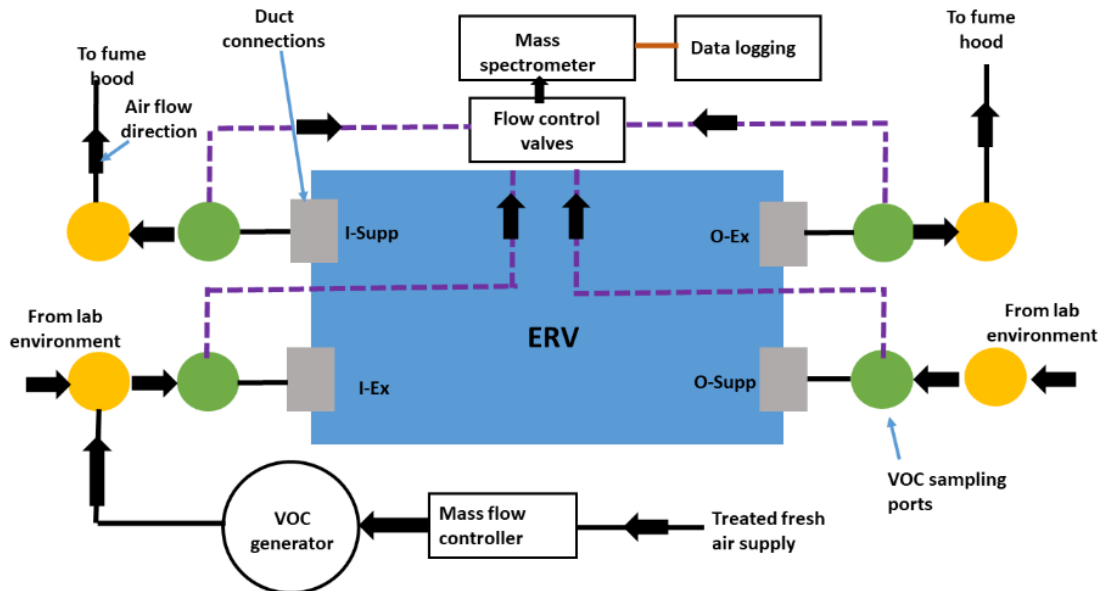 Duct
connections
To fume
hood
Air flow
direction
Mass
spectrometer
Data logging
To fume
hood
Flow control
valves
I-Supp
O-Ex
From lab
environment
From lab
environment
ERV
I-Ex
O-Supp
VOC
generator
Mass flow
controller
Treated fresh
air supply
VOC sampling
ports